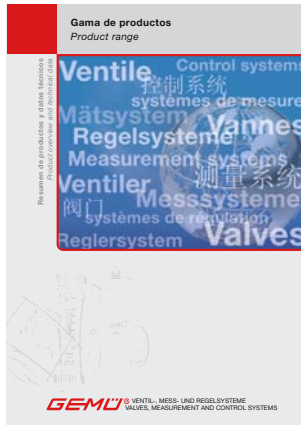 Gama de productos
Product range
Resumen de productos y datos técnicos
Product overview and technical data
Ventile
Control systems
控制系统
systèmes de mesure
Mätsystem
Vannes
Regelsystem
Measurement systems
测量系统
Ventiler
Messsysteme
阀门
systèmes de régulation
Valves
Reglersystem
GEMÜ® VENTIL-, MESS- UND REGELSYSTEME
VALVES, MEASUREMENT AND CONTROL SYSTEMS